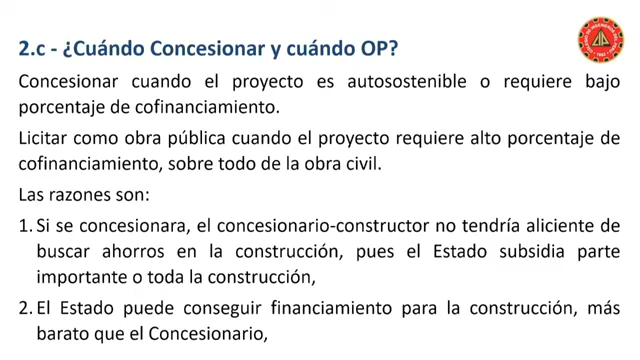 2.c - ¿Cuándo Concesionar y cuándo OP?
Concesionar cuando el proyecto es autosostenible o requiere bajo
porcentaje de cofinanciamiento.
Licitar como obra pública cuando el proyecto requiere alto porcentaje de
cofinanciamiento, sobre todo de la obra civil.
Las razones son:
1. Si se concesionara, el concesionario-constructor no tendría aliciente de
buscar ahorros en la construcción, pues el Estado subsidia parte
importante o toda la construcción,
2. El Estado puede conseguir financiamiento para la construcción, más
barato que el Concesionario,